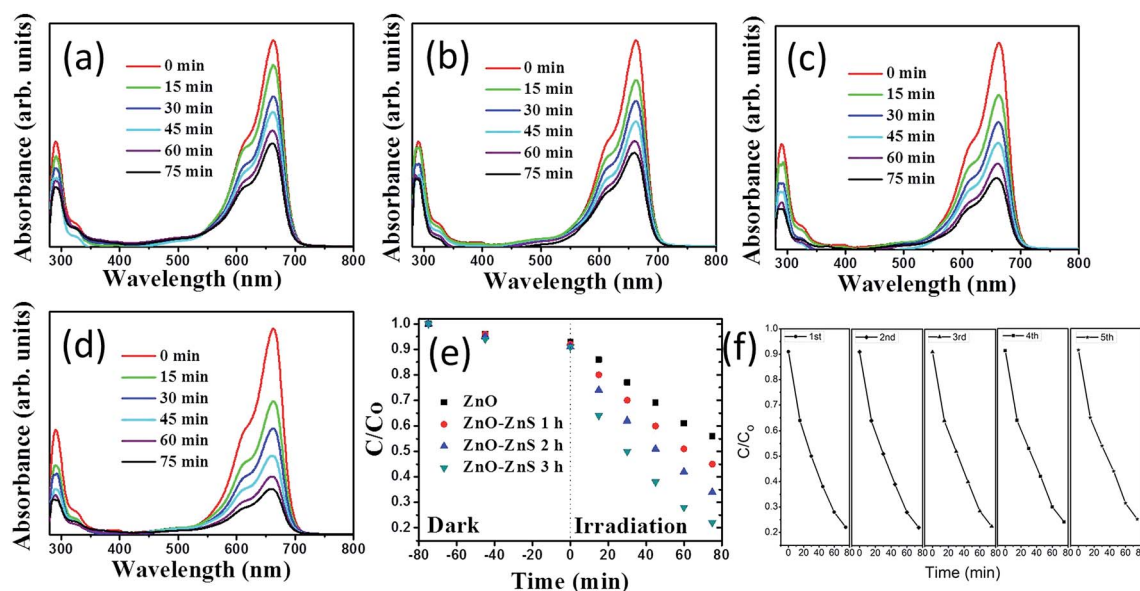 (a)
0 min
15 min
30 min
45 min
60 min
75 min
Absorbance (arb. units)
300 400 500 600 700 800
Wavelength (nm)
(b)
0 min
15 min
30 min
45 min
60 min
75 min
Absorbance (arb. units)
300 400 500 600 700 800
Wavelength (nm)
(c)
0 min
15 min
30 min
45 min
60 min
75 min
Absorbance (arb. units)
300 400 500 600 700 800
Wavelength (nm)
(d)
0 min
15 min
30 min
45 min
60 min
75 min
Absorbance (arb. units)
300 400 500 600 700 800
Wavelength (nm)
(e)
1.0
0.9
0.8
0.7
0.6
0.5
0.4
0.3
0.2
C/Co
ZnO
ZnO-ZnS 1 h
ZnO-ZnS 2 h
ZnO-ZnS 3 h
Dark Irradiation
-80 -60 -40 -20 0 20 40 60 80
Time (min)
(f)
1st 2nd 3rd 4th 5th
1.0
0.9
0.8
0.7
0.6
0.5
0.4
0.3
0.2
C/Co
0 20 40 60 80 0 20 40 60 80 0 20 40 60 80 0 20 40 60 80 0 20 40 60 80
Time (min)